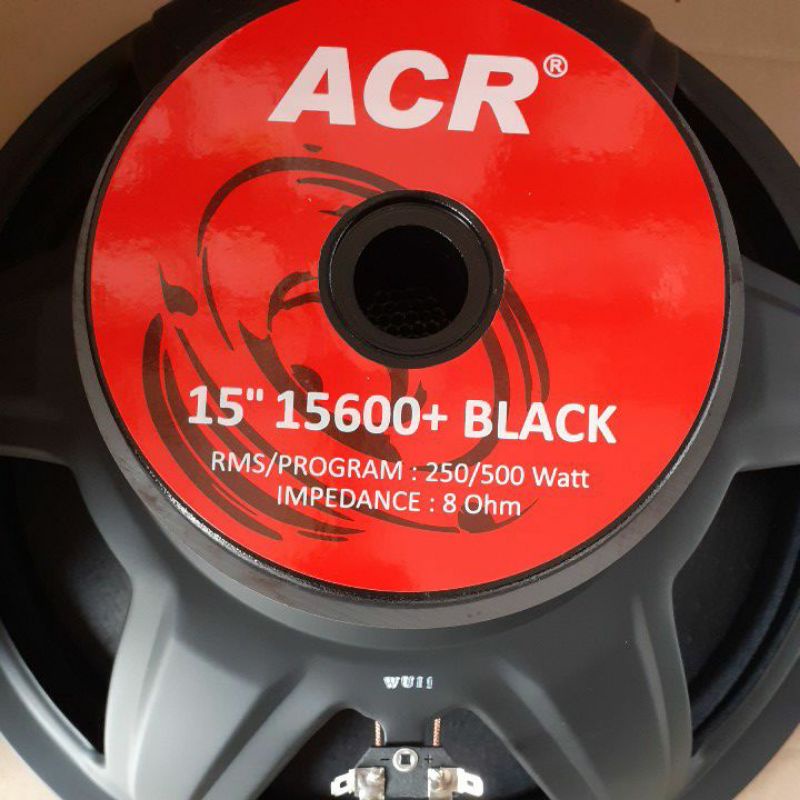 ACR®
15" 15600+ BLACK
RMS/PROGRAM : 250/500 Watt
IMPEDANCE : 8 Ohm
WU11
- +